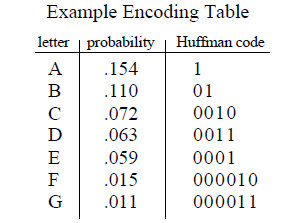 Example Encoding Table
letter probability Huffman code
A .154 1
B .110 01
C .072 0010
D .063 0011
E .059 0001
F .015 000010
G .011 000011